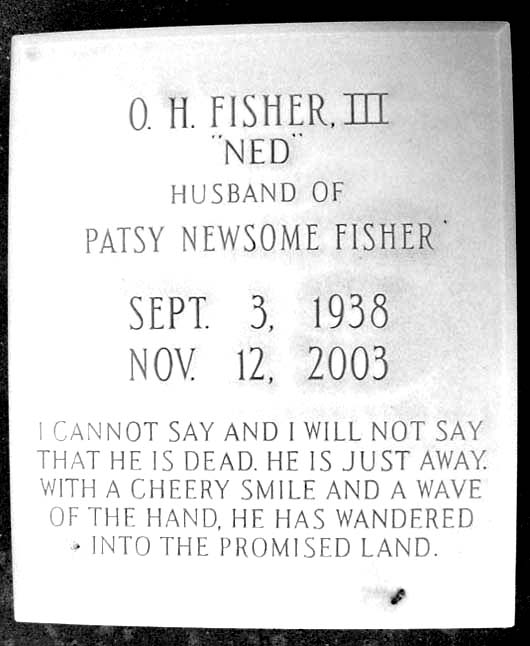 O. H. FISHER, III
"NED"
HUSBAND OF
PATSY NEWSOME FISHER
SEPT. 3, 1938
NOV. 12, 2003
I CANNOT SAY AND I WILL NOT SAY
THAT HE IS DEAD. HE IS JUST AWAY.
WITH A CHEERY SMILE AND A WAVE
OF THE HAND, HE HAS WANDERED
INTO THE PROMISED LAND.